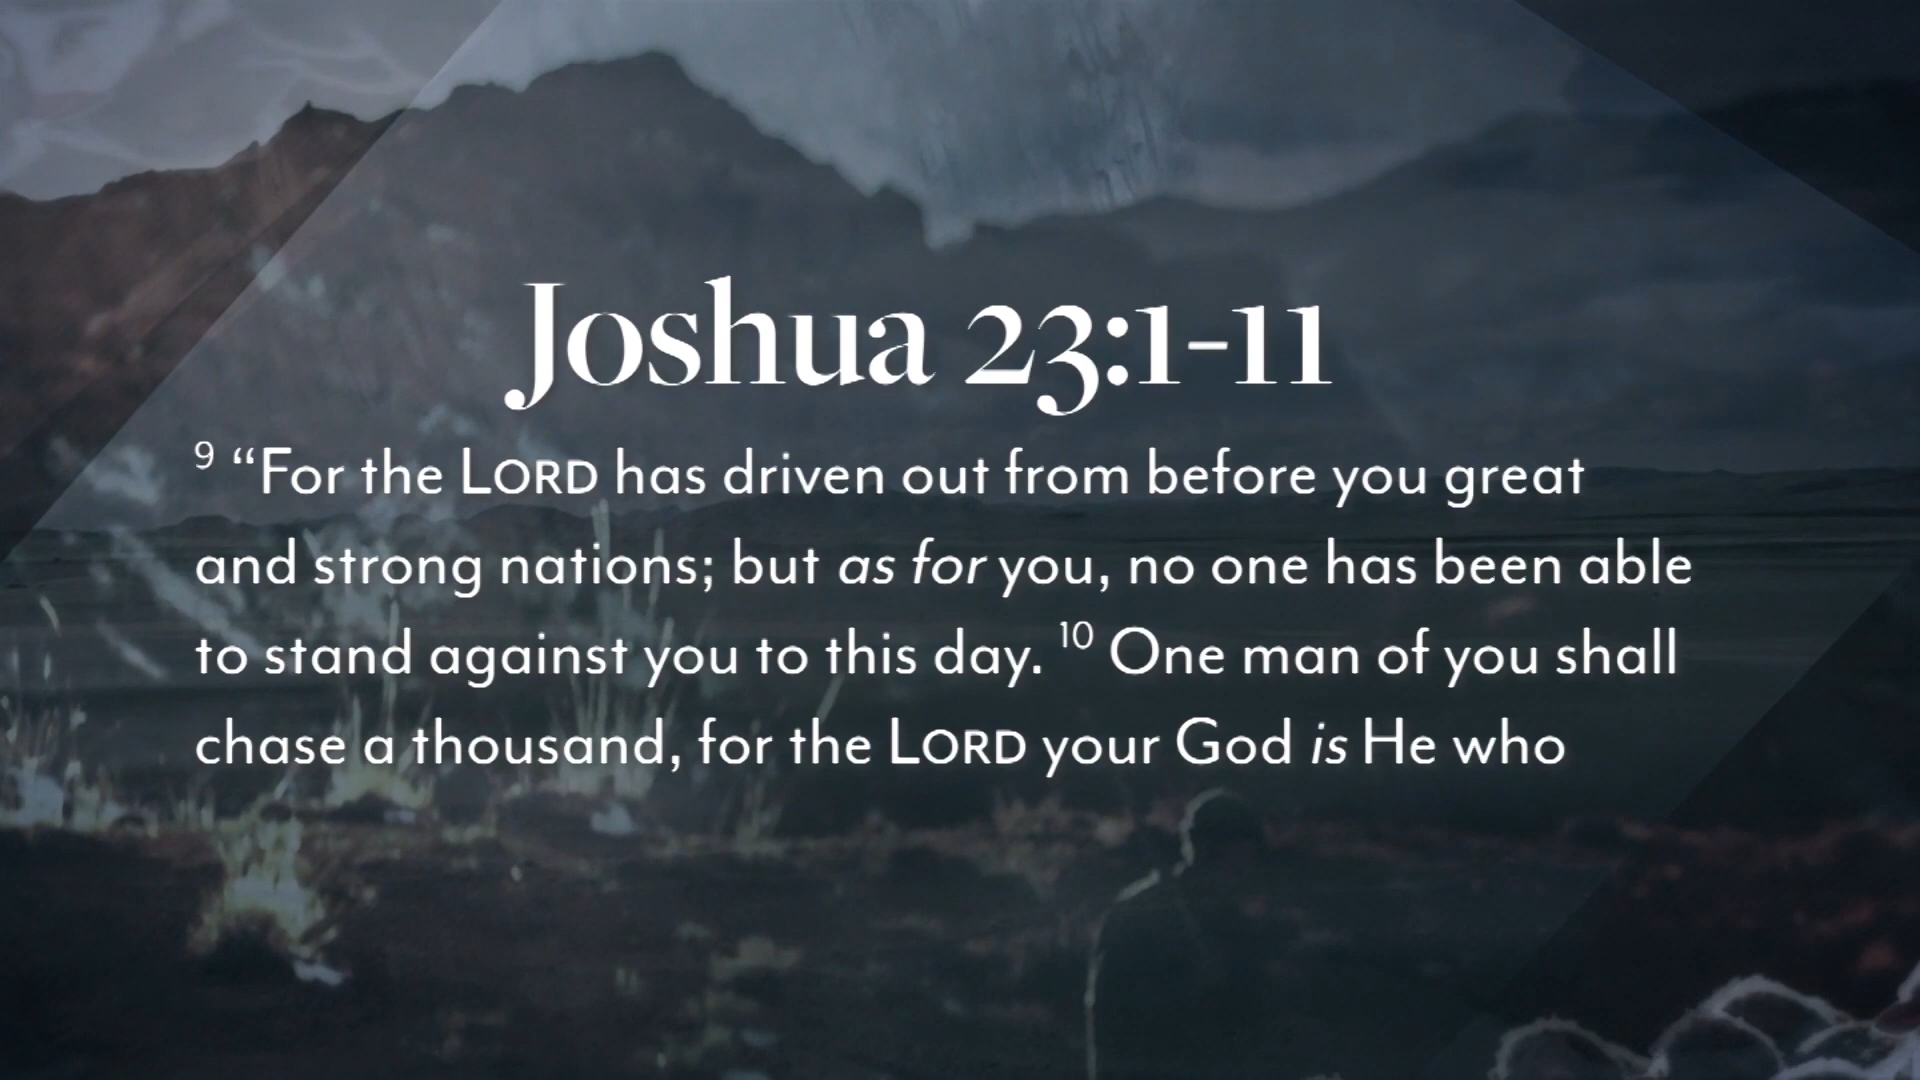 Joshua 23:1-11
9 “For the LORD has driven out from before you great
and strong nations; but as for you, no one has been able
to stand against you to this day. 10 One man of you shall
chase a thousand, for the LORD your God is He who